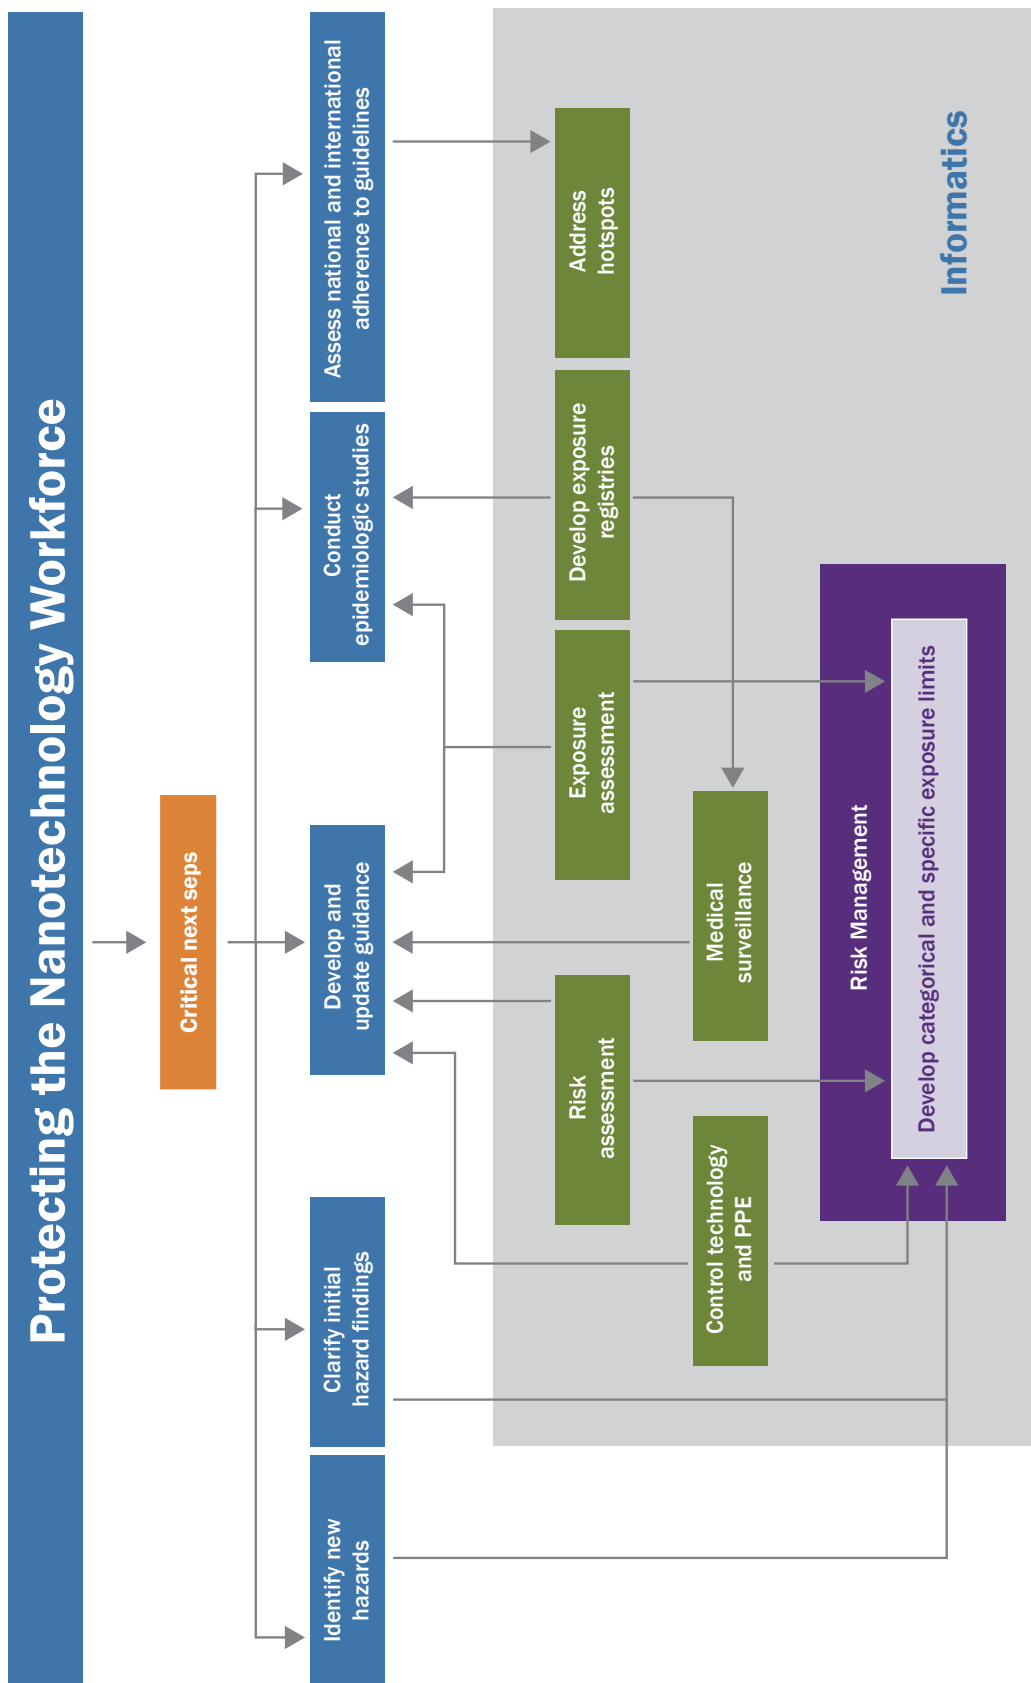 Protecting the Nanotechnology Workforce
Critical next seps
Identify new
hazards
Clarify initial
hazard findings
Develop and
update guidance
Conduct
epidemiologic studies
Assess national and international
adherence to guidelines
Risk
assessment
Exposure
assessment
Develop exposure
registries
Address
hotspots
Control technology
and PPE
Medical
surveillance
Risk Management
Develop categorical and specific exposure limits
Informatics